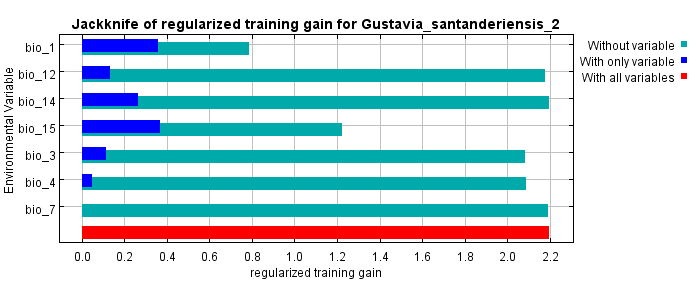 Jackknife of regularized training gain for Gustavia_santanderiensis_2
Without variable
With only variable
With all variables
Environmental Variable
bio_1
bio_12
bio_14
bio_15
bio_3
bio_4
bio_7
0.0 0.2 0.4 0.6 0.8 1.0 1.2 1.4 1.6 1.8 2.0 2.2
regularized training gain